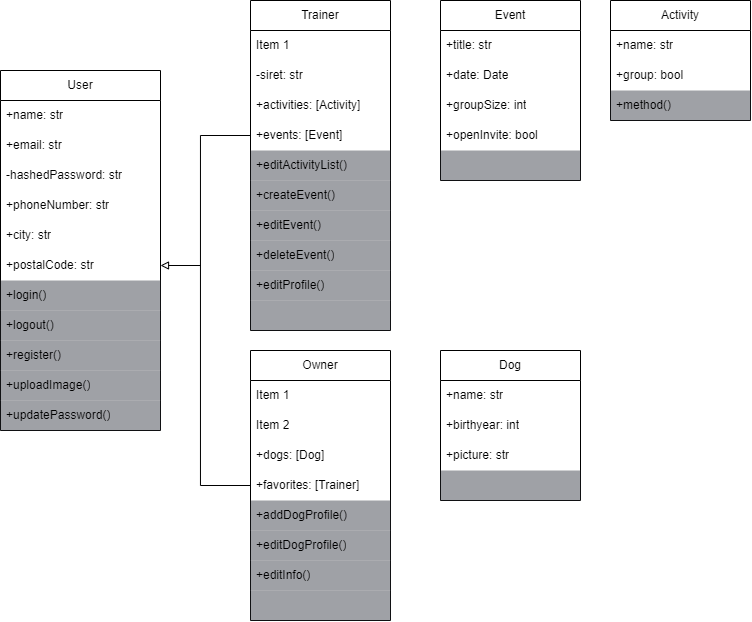 User
+name: str
+email: str
-hashedPassword: str
+phoneNumber: str
+city: str
+postalCode: str
+login()
+logout()
+register()
+uploadImage()
+updatePassword()
Trainer
Item 1
-siret: str
+activities: [Activity]
+events: [Event]
+editActivityList()
+createEvent()
+editEvent()
+deleteEvent()
+editProfile()
Event
+title: str
+date: Date
+groupSize: int
+openInvite: bool
Activity
+name: str
+group: bool
+method()
Owner
Item 1
Item 2
+dogs: [Dog]
+favorites: [Trainer]
+addDogProfile()
+editDogProfile()
+editInfo()
Dog
+name: str
+birthyear: int
+picture: str